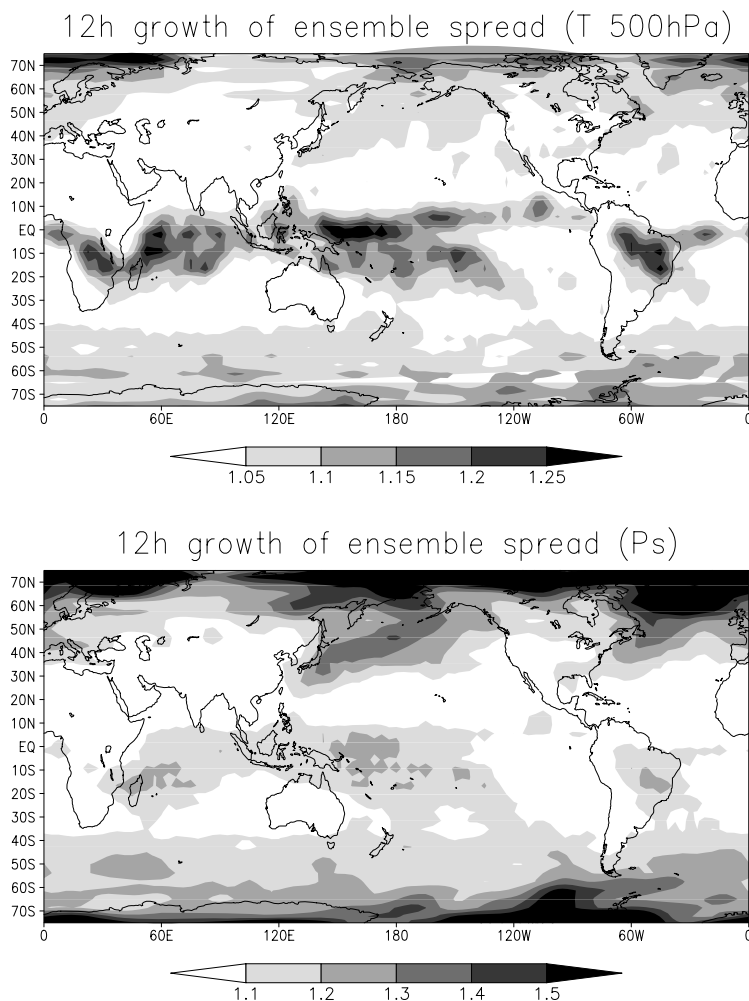 12h growth of ensemble spread (T 500hPa)
70N
60N
50N
40N
30N
20N
10N
EQ
10S
20S
30S
40S
50S
60S
70S
0 60E 120E 180 120W 60W 0
1.05 1.1 1.15 1.2 1.25
12h growth of ensemble spread (Ps)
70N
60N
50N
40N
30N
20N
10N
EQ
10S
20S
30S
40S
50S
60S
70S
0 60E 120E 180 120W 60W 0
1.1 1.2 1.3 1.4 1.5